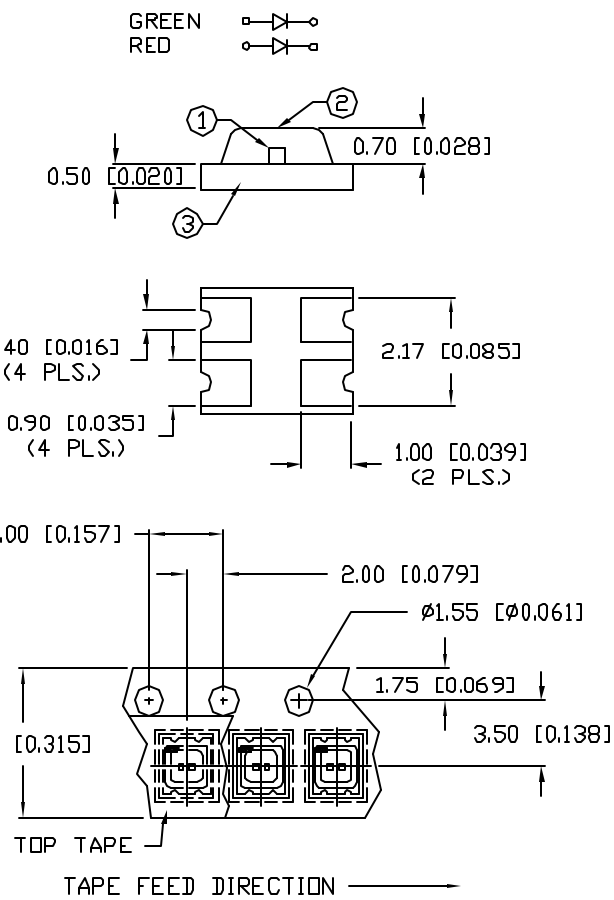 GREEN
RED
1
2
0.70 [0.028]
0.50 [0.020]
3
40 [0.016]
(4 PLS.)
2.17 [0.085]
0.90 [0.035]
(4 PLS.)
1.00 [0.039]
(2 PLS.)
.00 [0.157]
2.00 [0.079]
Ø1.55 [Ø0.061]
1.75 [0.069]
3.50 [0.138]
[0.315]
TOP TAPE
TAPE FEED DIRECTION